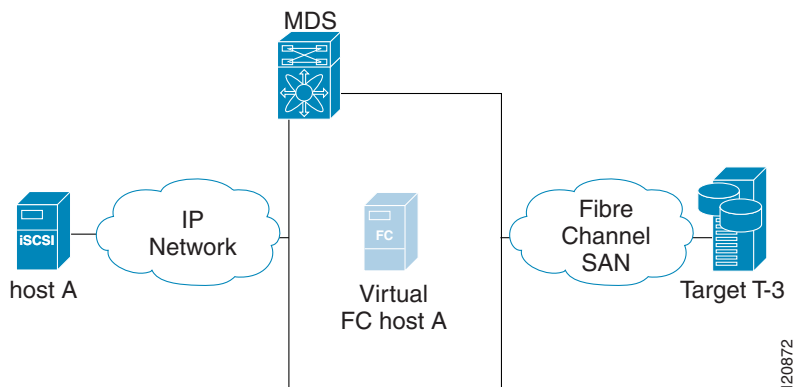 MDS
iSCSI
host A
IP
Network
FC
Virtual
FC host A
Fibre
Channel
SAN
Target T-3
120872